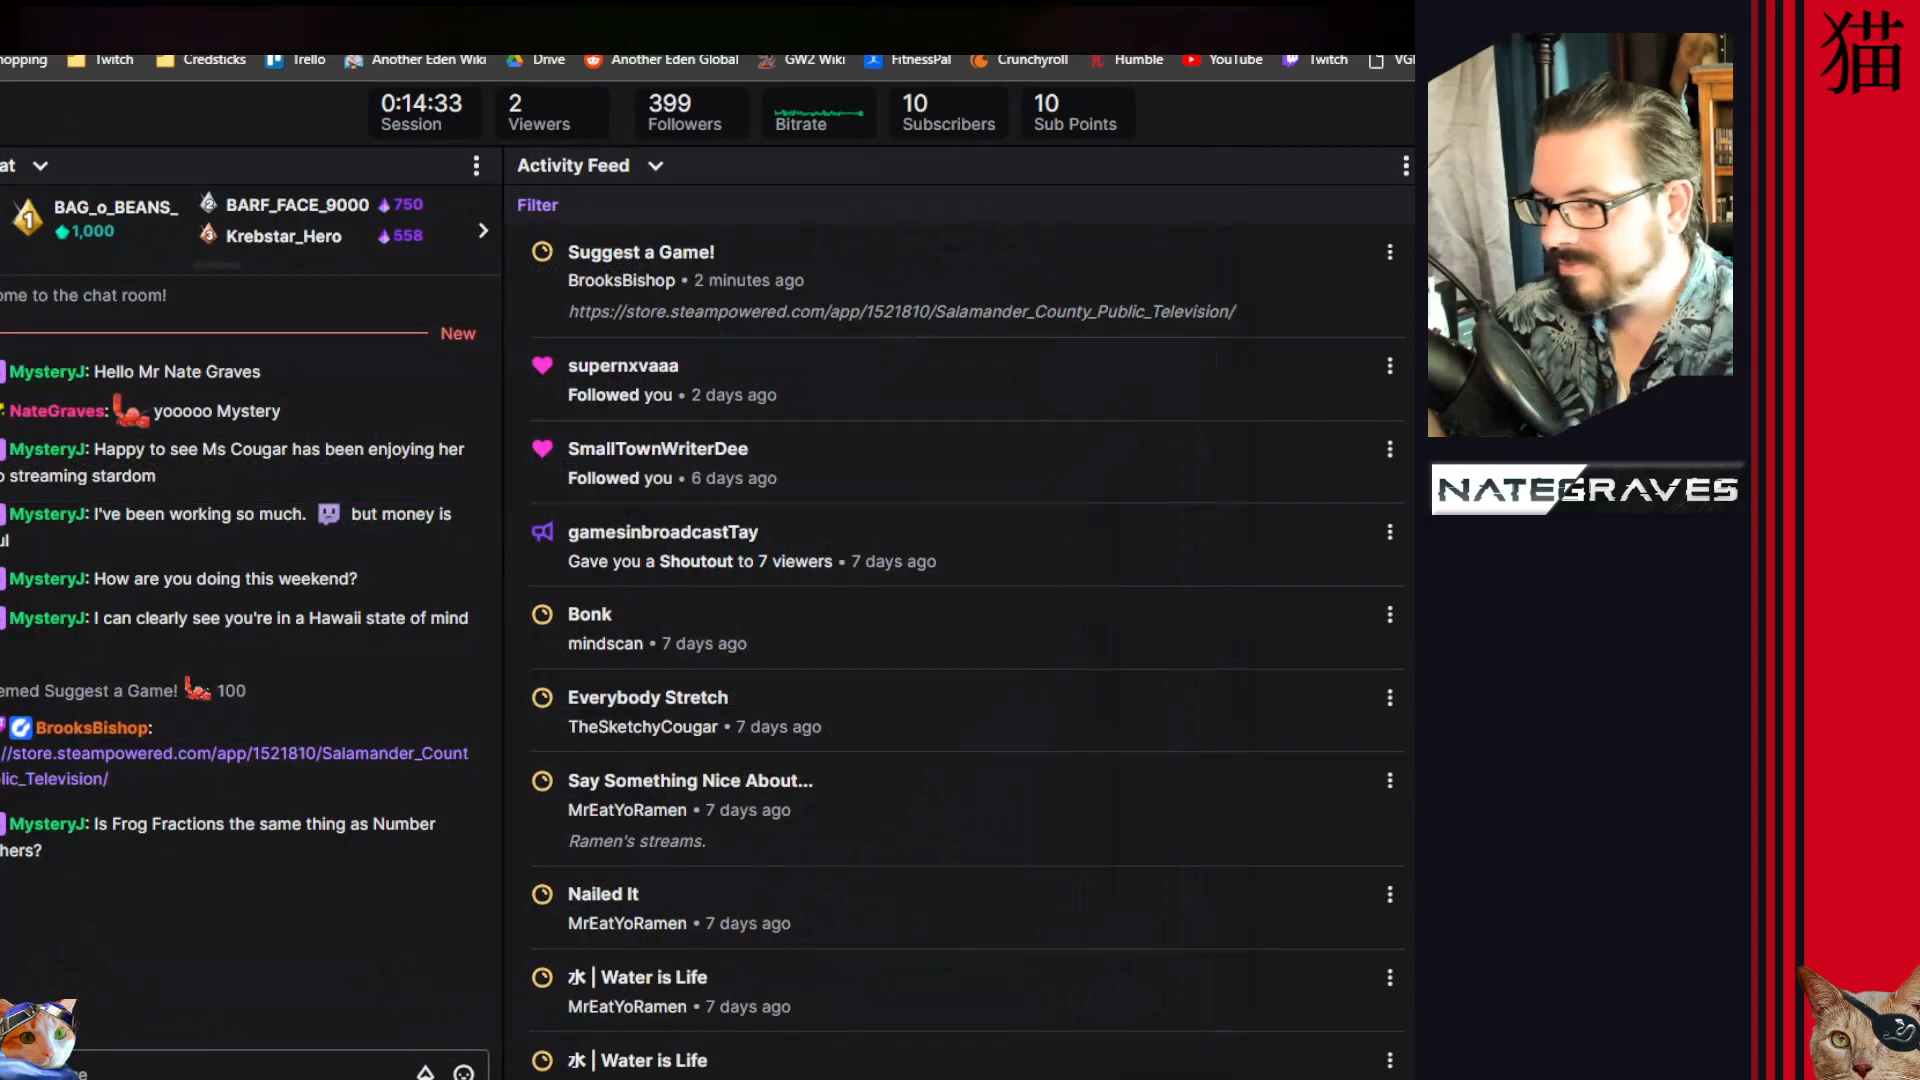 hopping Twitch Credsticks Trello Another Eden Wiki Drive Another Eden Global GW2 Wiki FitnessPal Crunchyroll Humble YouTube Twitch VGI
猫
0:14:33 Session
2 Viewers
399 Followers
Bitrate
10 Subscribers
10 Sub Points
at
1 BAG_o_BEANS_
1,000
2 BARF_FACE_9000 750
3 Krebstar_Hero 558
ome to the chat room!
New
MysteryJ: Hello Mr Nate Graves
NateGraves: yooooo Mystery
MysteryJ: Happy to see Ms Cougar has been enjoying her
o streaming stardom
MysteryJ: I've been working so much. but money is
ul
MysteryJ: How are you doing this weekend?
MysteryJ: I can clearly see you're in a Hawaii state of mind
emed Suggest a Game! 100
BrooksBishop:
//store.steampowered.com/app/1521810/Salamander_Count
lic_Television/
MysteryJ: Is Frog Fractions the same thing as Number
hers?
Activity Feed
Filter
Suggest a Game!
BrooksBishop • 2 minutes ago
https://store.steampowered.com/app/1521810/Salamander_County_Public_Television/
supernxvaaa
Followed you • 2 days ago
SmallTownWriterDee
Followed you • 6 days ago
gamesinbroadcastTay
Gave you a Shoutout to 7 viewers • 7 days ago
Bonk
mindscan • 7 days ago
Everybody Stretch
TheSketchyCougar • 7 days ago
Say Something Nice About...
MrEatYoRamen • 7 days ago
Ramen's streams.
Nailed It
MrEatYoRamen • 7 days ago
水 | Water is Life
MrEatYoRamen • 7 days ago
水 | Water is Life
NATEGRAVES